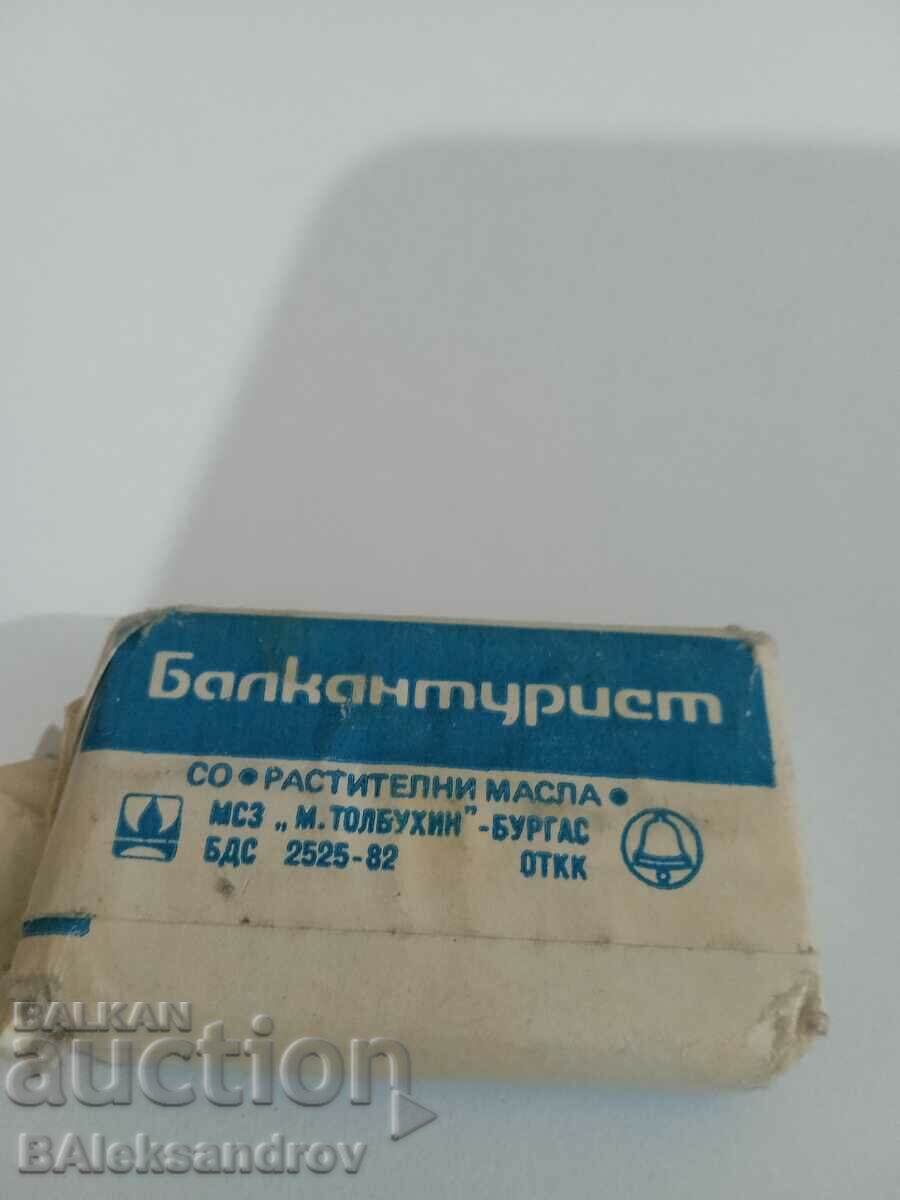 Балкантурист
СО • РАСТИТЕЛНИ МАСЛА •
МСЗ „М. ТОЛБУХИН" - БУРГАС
БДС 2525-82 ОТКК
BALKAN
auction
BAleksandrov